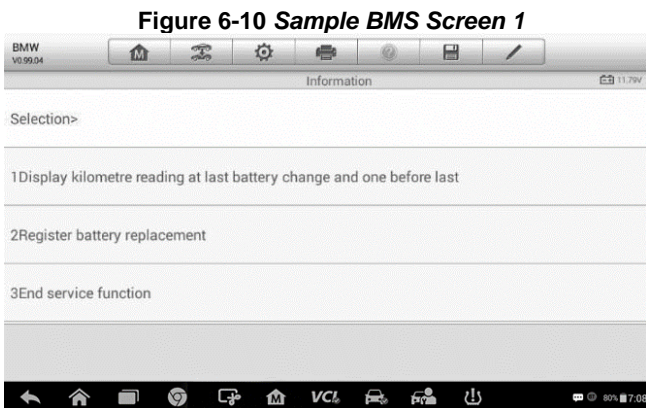 Figure 6-10 Sample BMS Screen 1
BMW
V0.99.04
Information
11.79V
Selection>
1Display kilometre reading at last battery change and one before last
2Register battery replacement
3End service function
VCI
80% 7:08